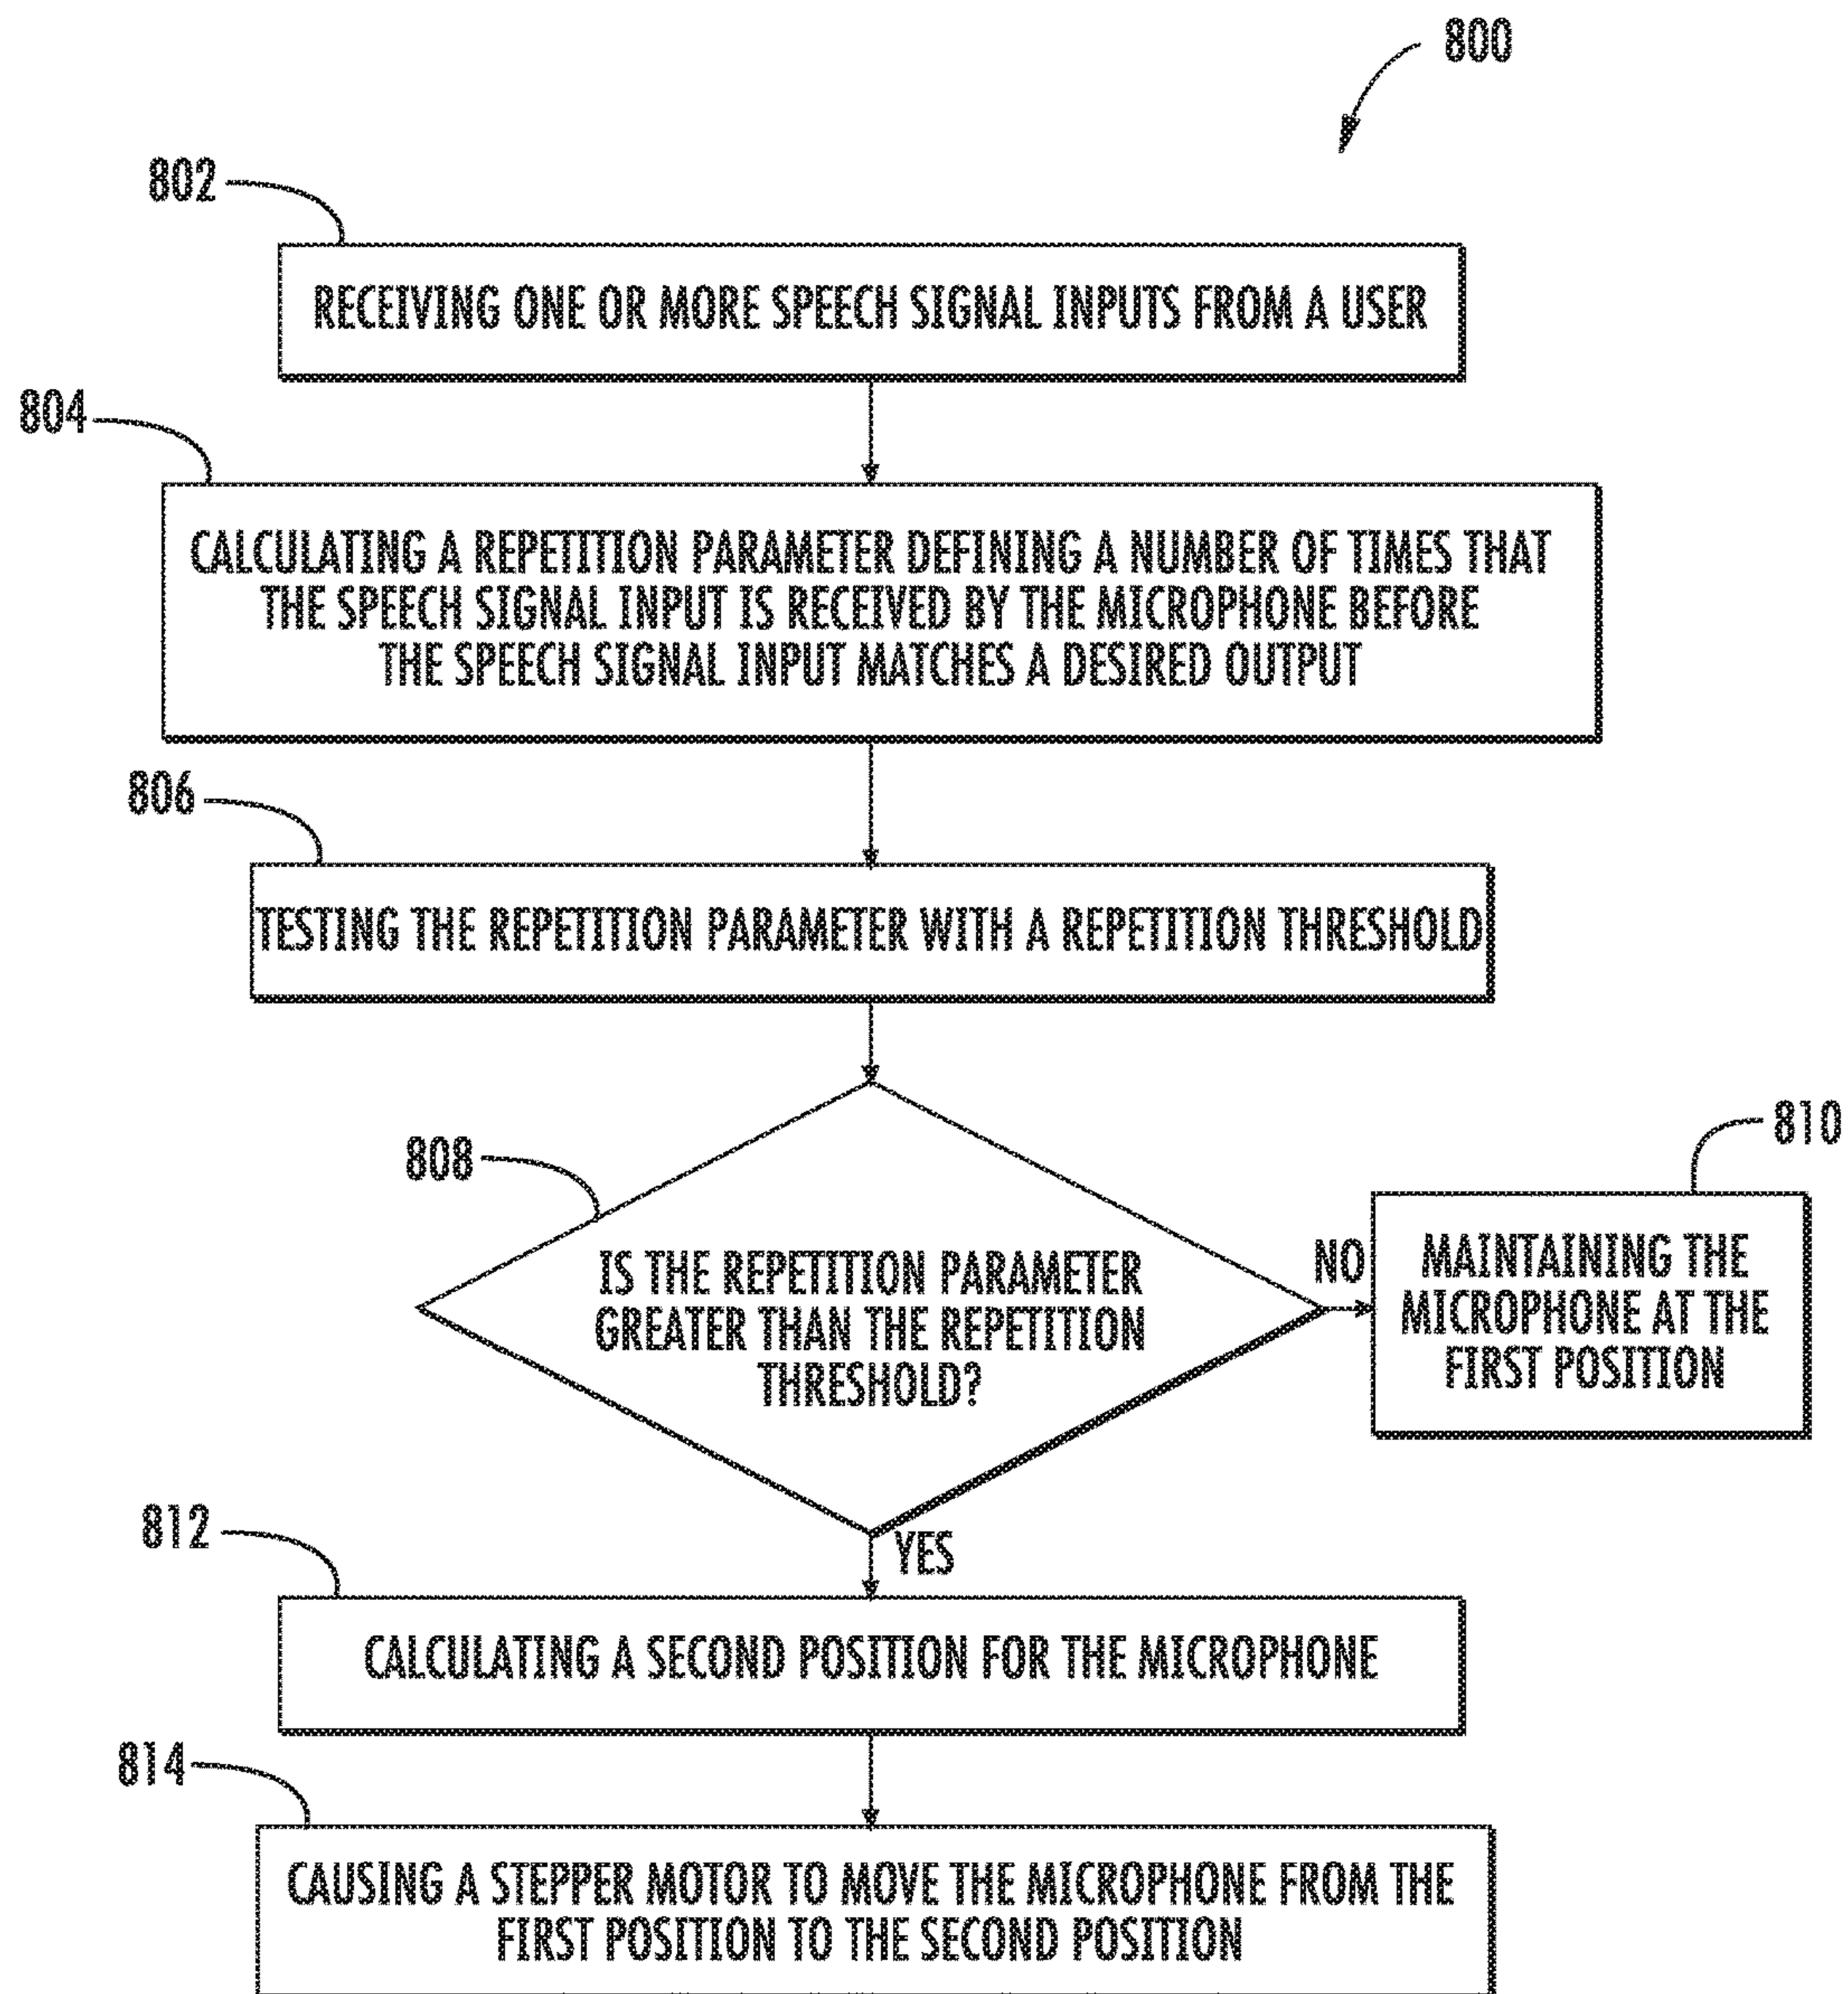 800
802
RECEIVING ONE OR MORE SPEECH SIGNAL INPUTS FROM A USER
804
CALCULATING A REPETITION PARAMETER DEFINING A NUMBER OF TIMES THAT
THE SPEECH SIGNAL INPUT IS RECEIVED BY THE MICROPHONE BEFORE
THE SPEECH SIGNAL INPUT MATCHES A DESIRED OUTPUT
806
TESTING THE REPETITION PARAMETER WITH A REPETITION THRESHOLD
808
IS THE REPETITION PARAMETER
GREATER THAN THE REPETITION
THRESHOLD?
NO
810
MAINTAINING THE
MICROPHONE AT THE
FIRST POSITION
YES
812
CALCULATING A SECOND POSITION FOR THE MICROPHONE
814
CAUSING A STEPPER MOTOR TO MOVE THE MICROPHONE FROM THE
FIRST POSITION TO THE SECOND POSITION